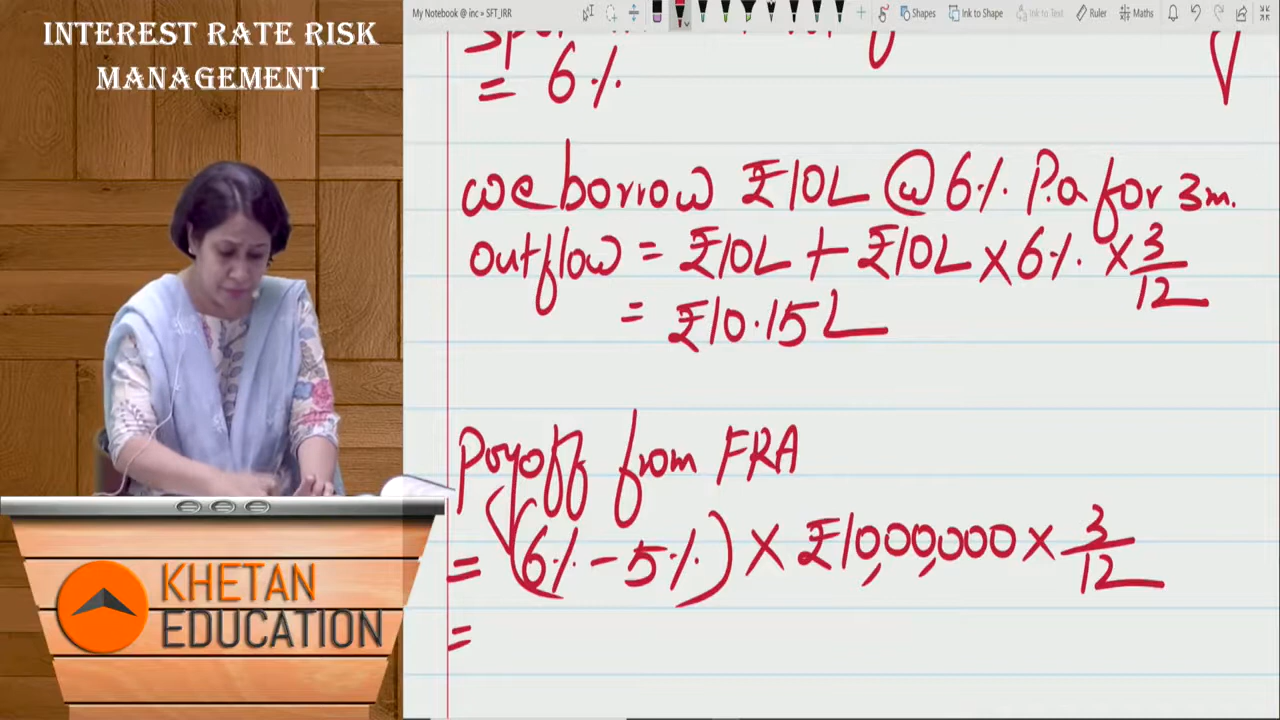 INTEREST RATE RISK
MANAGEMENT
My Notebook @ inc » SFT_IRR
Shapes
Ink to Shape
Ink to Text
Ruler
Maths
= 6%
we borrow ₹10L @ 6% P.a for 3m.
outflow = ₹10L + ₹10L × 6% × 3/12
= ₹10.15L
Payoff from FRA
= (6% - 5%) × ₹10,00,000 × 3/12
=
KHETAN
EDUCATION